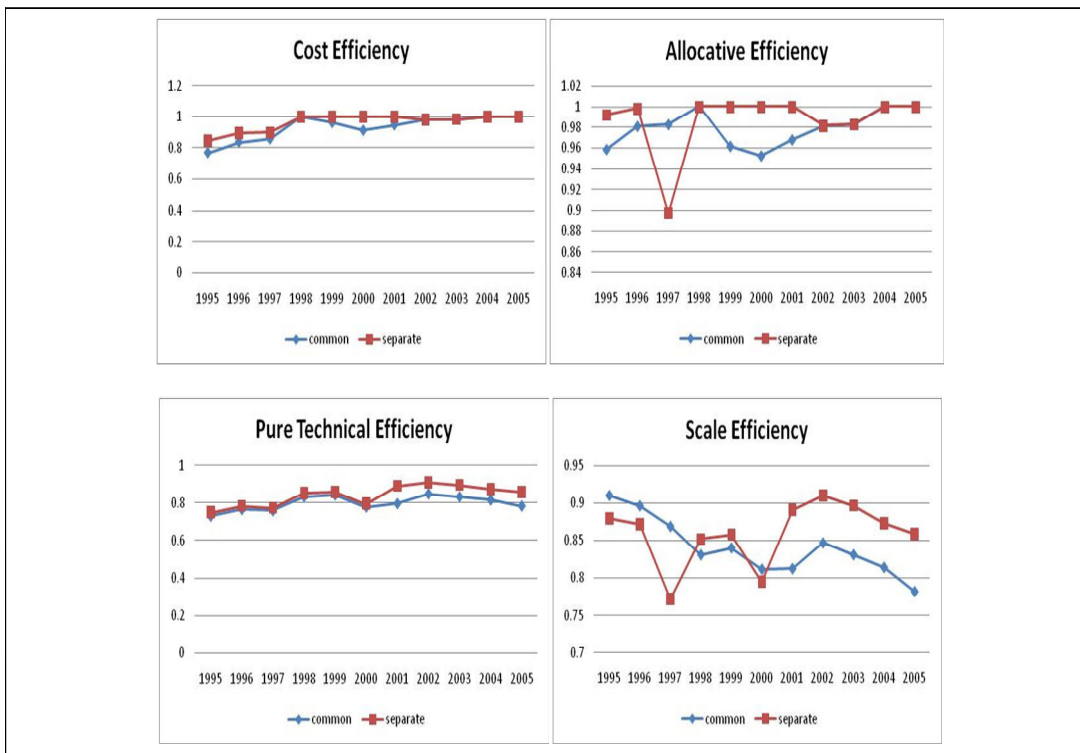 Cost Efficiency
1.2
1
0.8
0.6
0.4
0.2
0
1995 1996 1997 1998 1999 2000 2001 2002 2003 2004 2005
common separate
Allocative Efficiency
1.02
1
0.98
0.96
0.94
0.92
0.9
0.88
0.86
0.84
1995 1996 1997 1998 1999 2000 2001 2002 2003 2004 2005
common separate
Pure Technical Efficiency
1
0.8
0.6
0.4
0.2
0
1995 1996 1997 1998 1999 2000 2001 2002 2003 2004 2005
common separate
Scale Efficiency
0.95
0.9
0.85
0.8
0.75
0.7
1995 1996 1997 1998 1999 2000 2001 2002 2003 2004 2005
common separate